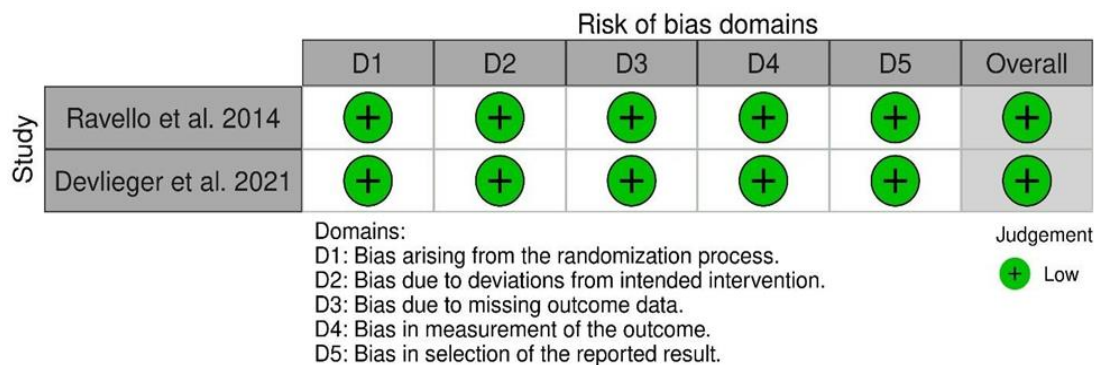 Risk of bias domains
D1 D2 D3 D4 D5 Overall
Study
Ravello et al. 2014 + + + + + +
Devlieger et al. 2021 + + + + + +
Domains:
D1: Bias arising from the randomization process.
D2: Bias due to deviations from intended intervention.
D3: Bias due to missing outcome data.
D4: Bias in measurement of the outcome.
D5: Bias in selection of the reported result.
Judgement
+ Low